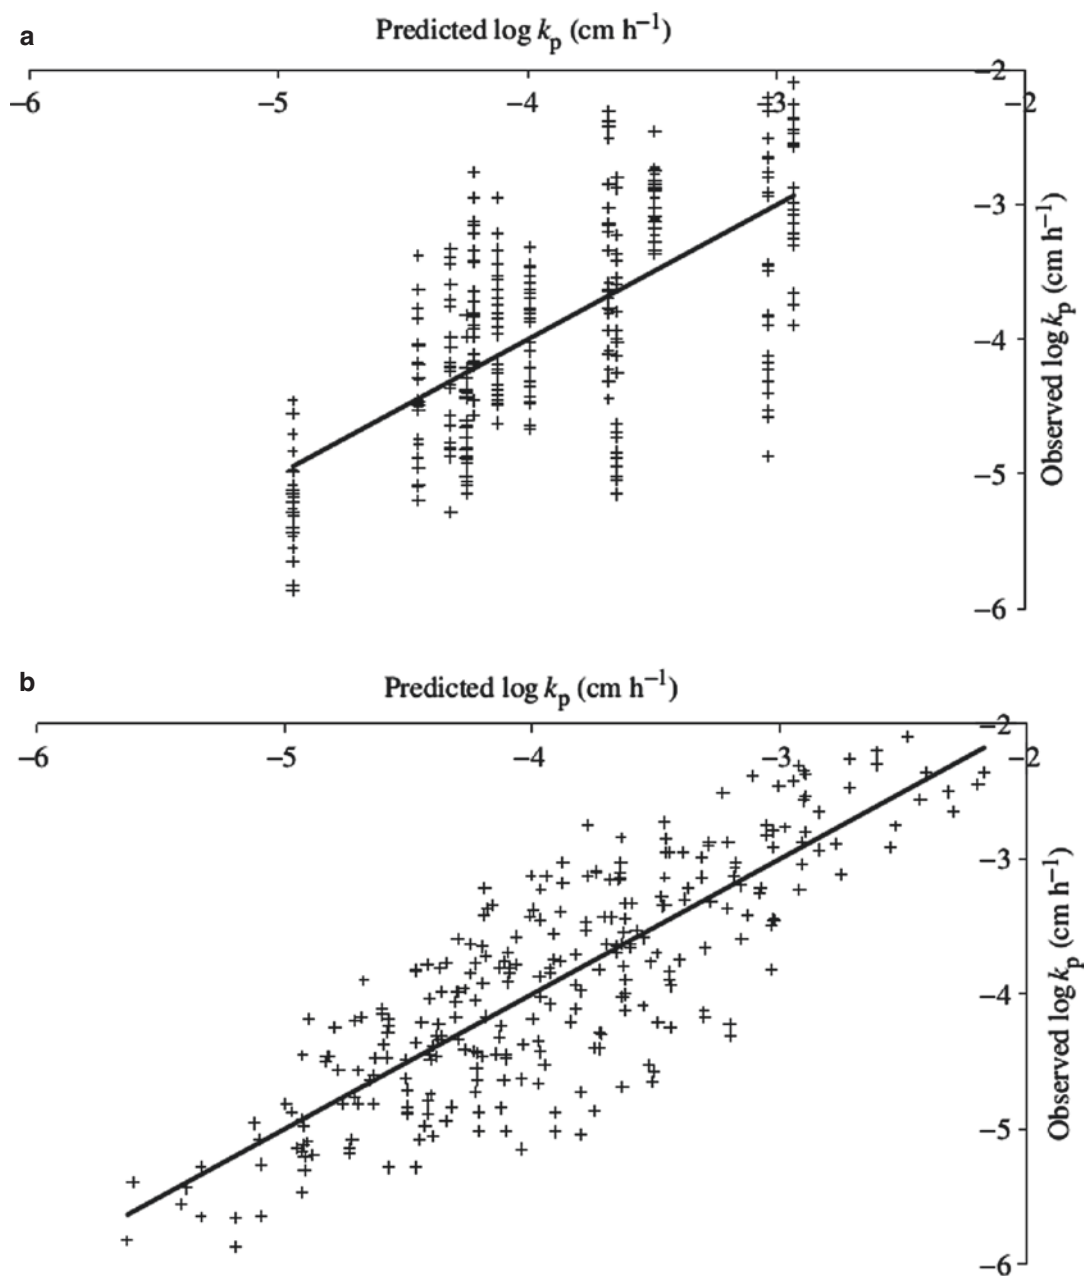 a
Predicted log kp (cm h⁻¹)
−6 −5 −4 −3 −2
−2
−3
−4
−5
−6
Observed log kp (cm h⁻¹)
b
Predicted log kp (cm h⁻¹)
−6 −5 −4 −3 −2
−2
−3
−4
−5
−6
Observed log kp (cm h⁻¹)